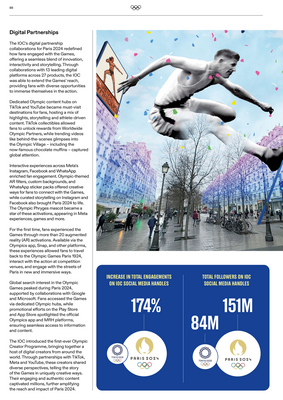 Digital Partnerships
The IOC's digital partnership
collaborations for Paris 2024 redefined
how fans engaged with the Games,
offering a seamless blend of innovation,
interactivity and storytelling. Through
collaborations with 13 leading digital
platforms across 27 products, the IOC
was able to extend the Games' reach,
providing fans with diverse opportunities
to immerse themselves in the action.
Dedicated Olympic content hubs on
TikTok and YouTube became must-visit
destinations for fans, hosting a mix of
highlights, storytelling and athlete-driven
content. TikTok collectibles allowed
fans to unlock rewards from Worldwide
Olympic Partners, while trending videos
like behind-the-scenes glimpses into
the Olympic Village – including the
now-famous chocolate muffins – captured
global attention.
Interactive experiences across Meta's
Instagram, Facebook and WhatsApp
enriched fan engagement. Olympic-themed
AR filters, custom backgrounds, and
WhatsApp sticker packs offered creative
ways for fans to connect with the Games,
while curated storytelling on Instagram and
Facebook also brought Paris 2024 to life.
The Olympic Phryges mascot became a
star of these activations, appearing in Meta
experiences, games and more.
For the first time, fans experienced the
Games through more than 20 augmented
reality (AR) activations. Available via the
Olympics app, Snap, and other platforms,
these experiences allowed fans to travel
back to the Olympic Games Paris 1924,
interact with the action at competition
venues, and engage with the streets of
Paris in new and immersive ways.
Global search interest in the Olympic
Games peaked during Paris 2024,
supported by collaborations with Google
and Microsoft. Fans accessed the Games
via dedicated Olympic hubs, while
promotional efforts on the Play Store
and App Store spotlighted the official
Olympics app and
platforms,
ensuring seamless access to information
and content.
The IOC introduced the first-ever Olympic
Creator Programme, bringing together a
host of digital creators from around the
world. Through partnerships with TikTok,
Meta and YouTube, these creators shared
diverse perspectives, telling the story
of the Games in uniquely creative ways.
Their engaging and authentic content
captivated millions, further amplifying
the reach and impact of Paris 2024.
INCREASE IN TOTAL ENGAGEMENTS
ON IOC SOCIAL MEDIA HANDLES
174%
PARIS 2024
TOTAL FOLLOWERS ON IOC
SOCIAL MEDIA HANDLES
151M
84M
PARIS 2024